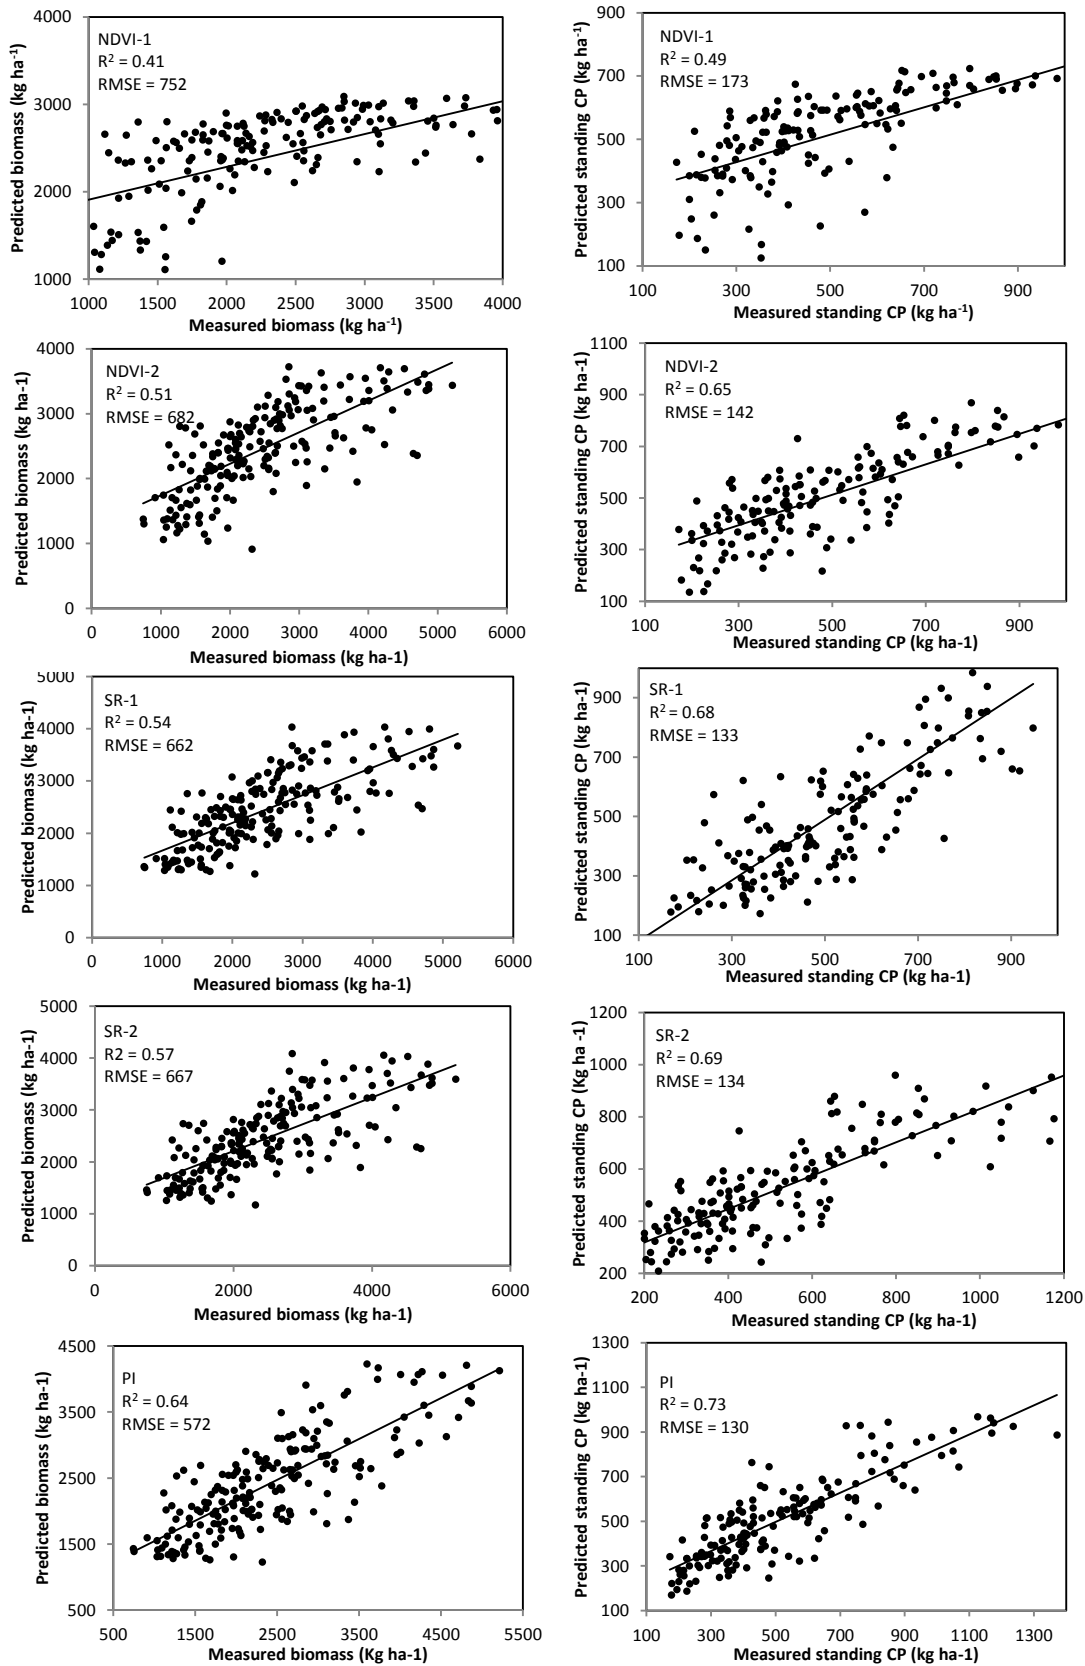 4000
3000
2000
1000
Predicted biomass (kg ha-1)
NDVI-1
R2 = 0.41
RMSE = 752
1000 1500 2000 2500 3000 3500 4000
Measured biomass (kg ha-1)
900
700
500
300
100
Predicted standing CP (kg ha-1)
NDVI-1
R2 = 0.49
RMSE = 173
100 300 500 700 900
Measured standing CP (kg ha-1)
4000
3000
2000
1000
0
Predicted biomass (kg ha-1)
NDVI-2
R2 = 0.51
RMSE = 682
0 1000 2000 3000 4000 5000 6000
Measured biomass (kg ha-1)
1100
900
700
500
300
100
Predicted standing CP (kg ha-1)
NDVI-2
R2 = 0.65
RMSE = 142
100 300 500 700 900
Measured standing CP (kg ha-1)
5000
4000
3000
2000
1000
0
Predicted biomass (kg ha-1)
SR-1
R2 = 0.54
RMSE = 662
0 1000 2000 3000 4000 5000 6000
Measured biomass (kg ha-1)
900
700
500
300
100
Predicted standing CP (kg ha-1)
SR-1
R2 = 0.68
RMSE = 133
100 300 500 700 900
Measured standing CP (kg ha-1)
5000
4000
3000
2000
1000
0
Predicted biomass (kg ha-1)
SR-2
R2 = 0.57
RMSE = 667
0 2000 4000 6000
Measured biomass (kg ha-1)
1200
1000
800
600
400
200
Predicted standing CP (Kg ha -1)
SR-2
R2 = 0.69
RMSE = 134
200 400 600 800 1000 1200
Measured standing CP (kg ha-1)
4500
3500
2500
1500
500
Predicted biomass (kg ha-1)
PI
R2 = 0.64
RMSE = 572
500 1500 2500 3500 4500 5500
Measured biomass (Kg ha-1)
1300
1100
900
700
500
300
100
Predicted standing CP (kg ha-1)
PI
R2 = 0.73
RMSE = 130
100 300 500 700 900 1100 1300
Measured standing CP (kg ha-1)